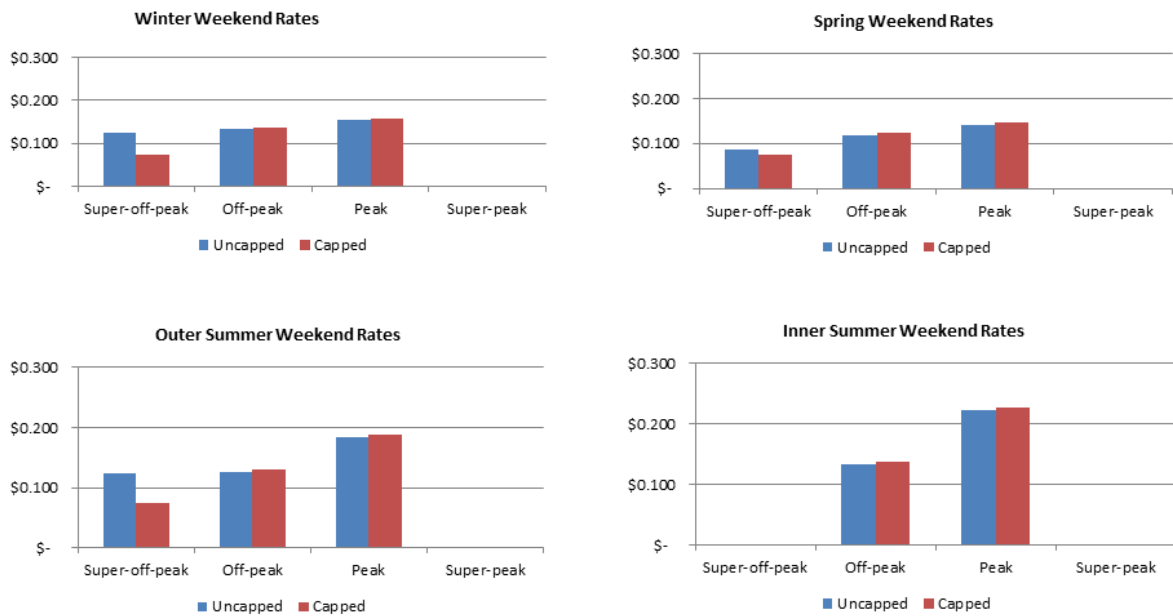 Winter Weekend Rates
$0.300
$0.200
$0.100
$-
Super-off-peak Off-peak Peak Super-peak
Uncapped Capped
Spring Weekend Rates
$0.300
$0.200
$0.100
$-
Super-off-peak Off-peak Peak Super-peak
Uncapped Capped
Outer Summer Weekend Rates
$0.300
$0.200
$0.100
$-
Super-off-peak Off-peak Peak Super-peak
Uncapped Capped
Inner Summer Weekend Rates
$0.300
$0.200
$0.100
$-
Super-off-peak Off-peak Peak Super-peak
Uncapped Capped